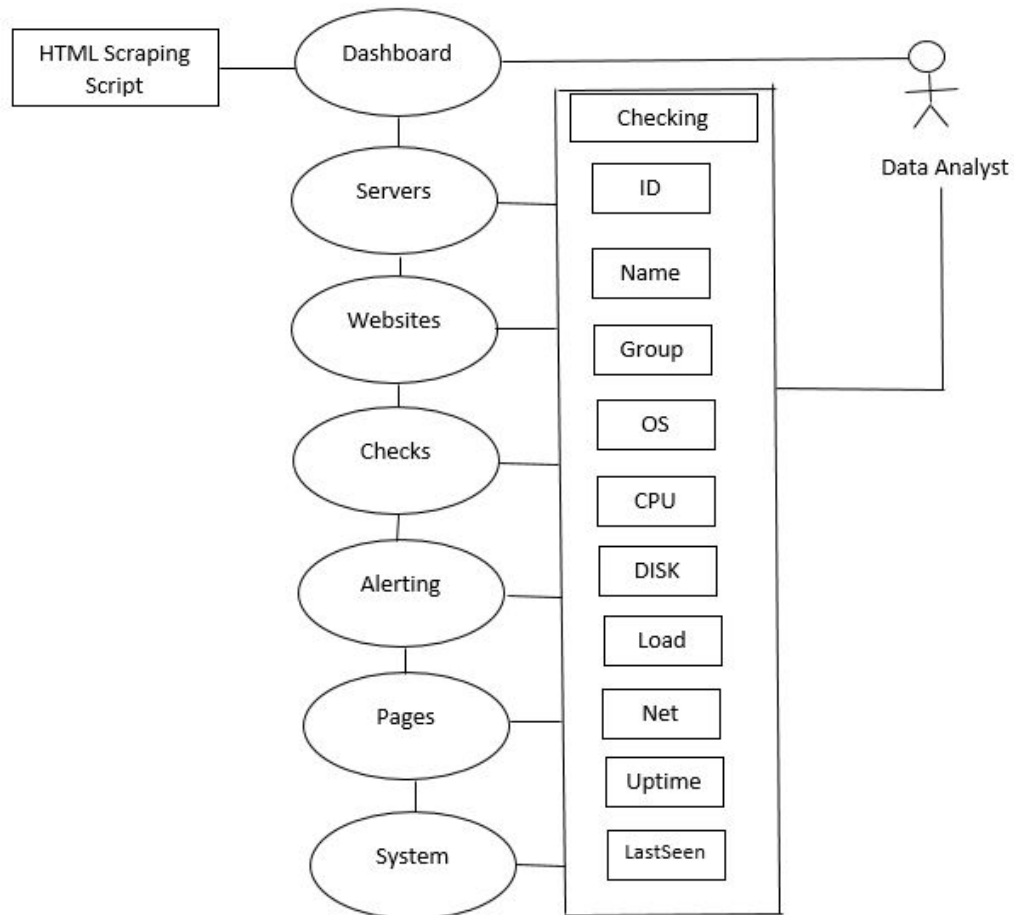 HTML Scraping
Script
Dashboard
Data Analyst
Servers
Websites
Checks
Alerting
Pages
System
Checking
ID
Name
Group
OS
CPU
DISK
Load
Net
Uptime
LastSeen